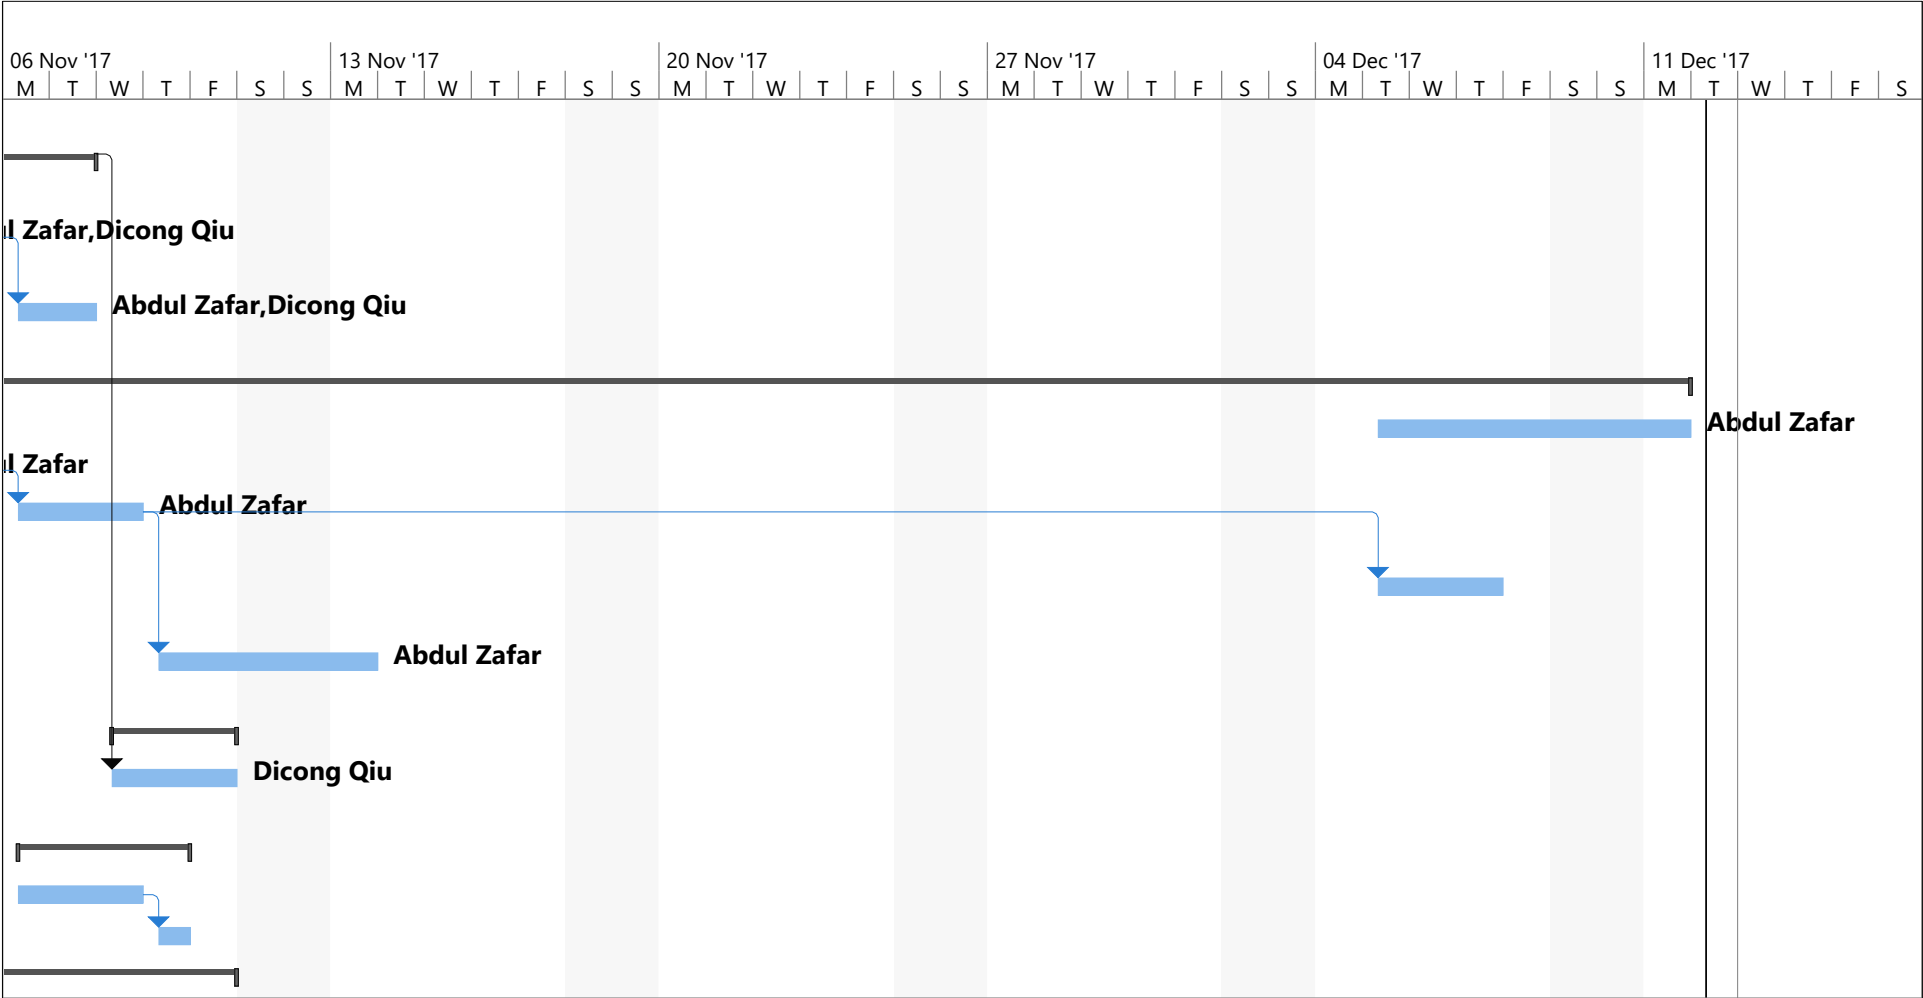 06 Nov '17 13 Nov '17 20 Nov '17 27 Nov '17 04 Dec '17 11 Dec '17
M T W T F S S M T W T F S S M T W T F S S M T W T F S S M T W T F S S M T W T F S
l Zafar,Dicong Qiu
Abdul Zafar,Dicong Qiu
Abdul Zafar
l Zafar
Abdul Zafar
Abdul Zafar
Dicong Qiu